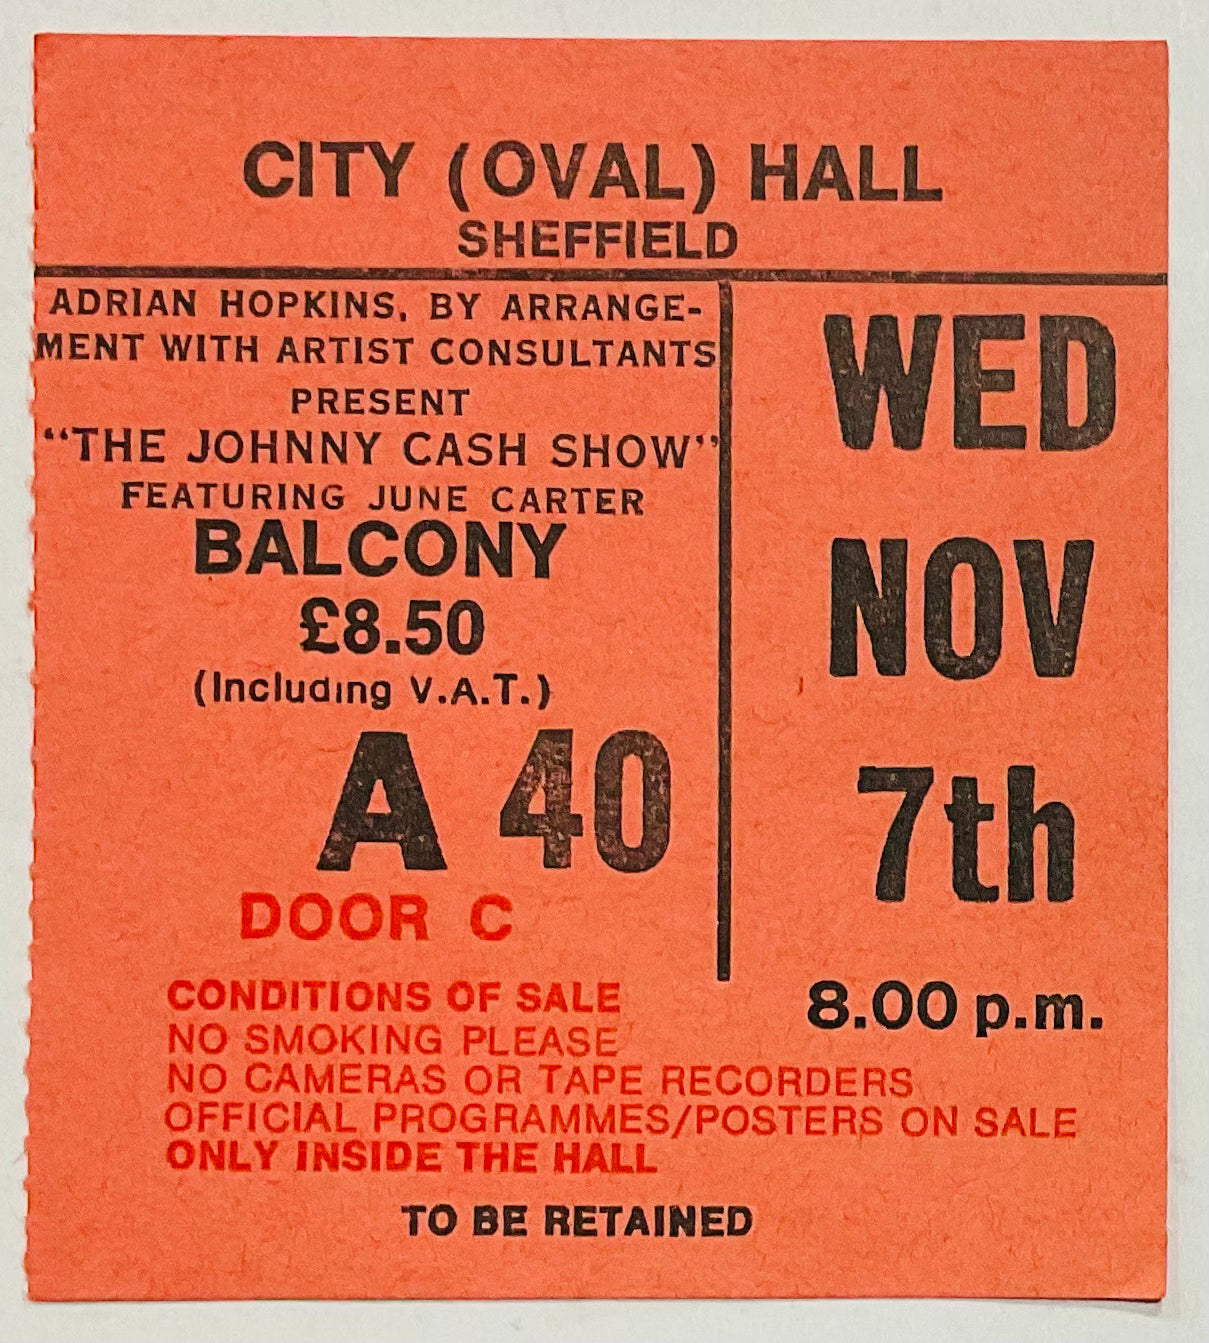 CITY (OVAL) HALL
SHEFFIELD
ADRIAN HOPKINS, BY ARRANGE-
MENT WITH ARTIST CONSULTANTS
PRESENT
“THE JOHNNY CASH SHOW”
FEATURING JUNE CARTER
BALCONY
£8.50
(Including V.A.T.)
A 40
DOOR C
WED
NOV
7th
8.00 p.m.
CONDITIONS OF SALE
NO SMOKING PLEASE
NO CAMERAS OR TAPE RECORDERS
OFFICIAL PROGRAMMES/POSTERS ON SALE
ONLY INSIDE THE HALL
TO BE RETAINED